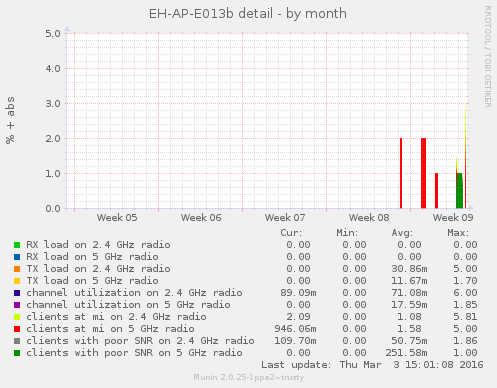 EH-AP-E013b detail - by month
RRDTOOL / TOBI OETIKER
% + abs
5.0
4.0
3.0
2.0
1.0
0.0
Week 05 Week 06 Week 07 Week 08 Week 09
Cur: Min: Avg: Max:
RX load on 2.4 GHz radio 0.00 0.00 0.00 0.00
RX load on 5 GHz radio 0.00 0.00 0.00 0.00
TX load on 2.4 GHz radio 0.00 0.00 30.86m 5.00
TX load on 5 GHz radio 0.00 0.00 11.67m 1.70
channel utilization on 2.4 GHz radio 89.09m 0.00 71.08m 6.00
channel utilization on 5 GHz radio 0.00 0.00 17.59m 1.85
clients at mi on 2.4 GHz radio 2.09 0.00 1.08 5.81
clients at mi on 5 GHz radio 946.06m 0.00 1.58 5.00
clients with poor SNR on 2.4 GHz radio 109.70m 0.00 50.75m 1.86
clients with poor SNR on 5 GHz radio 0.00 0.00 251.58m 1.00
Last update: Thu Mar 3 15:01:08 2016
Munin 2.0.25-1ppa2~trusty